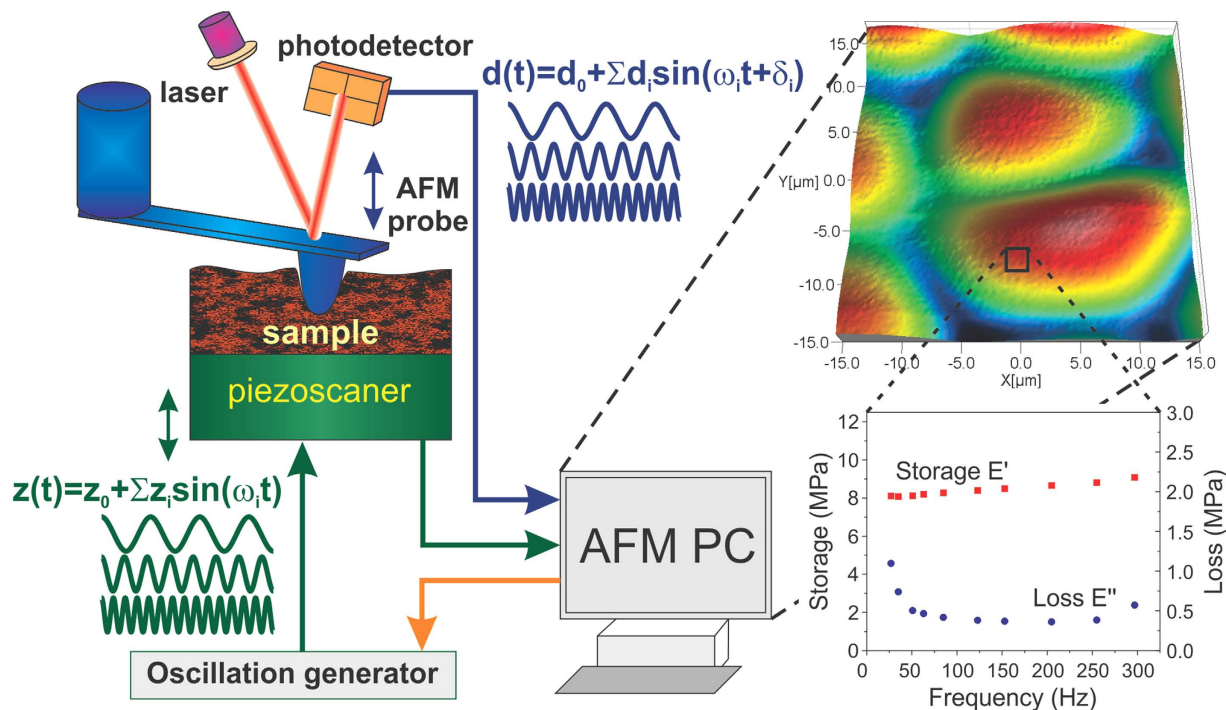 photodetector
laser
d(t)=d₀+Σdᵢsin(ωᵢt+δᵢ)
AFM
probe
sample
piezoscaner
z(t)=z₀+Σzᵢsin(ωᵢt)
Oscillation generator
AFM PC
15.0
10.0
5.0
Y[µm] 0.0
-5.0
-10.0
-15.0
-15.0 -10.0 -5.0 0.0 5.0 10.0 15.0
X[µm]
Storage (MPa)
12
10
8
6
4
2
0
Storage E'
Loss E"
3.0
2.5
2.0
1.5
1.0
0.5
0.0
Loss (MPa)
0 50 100 150 200 250 300
Frequency (Hz)